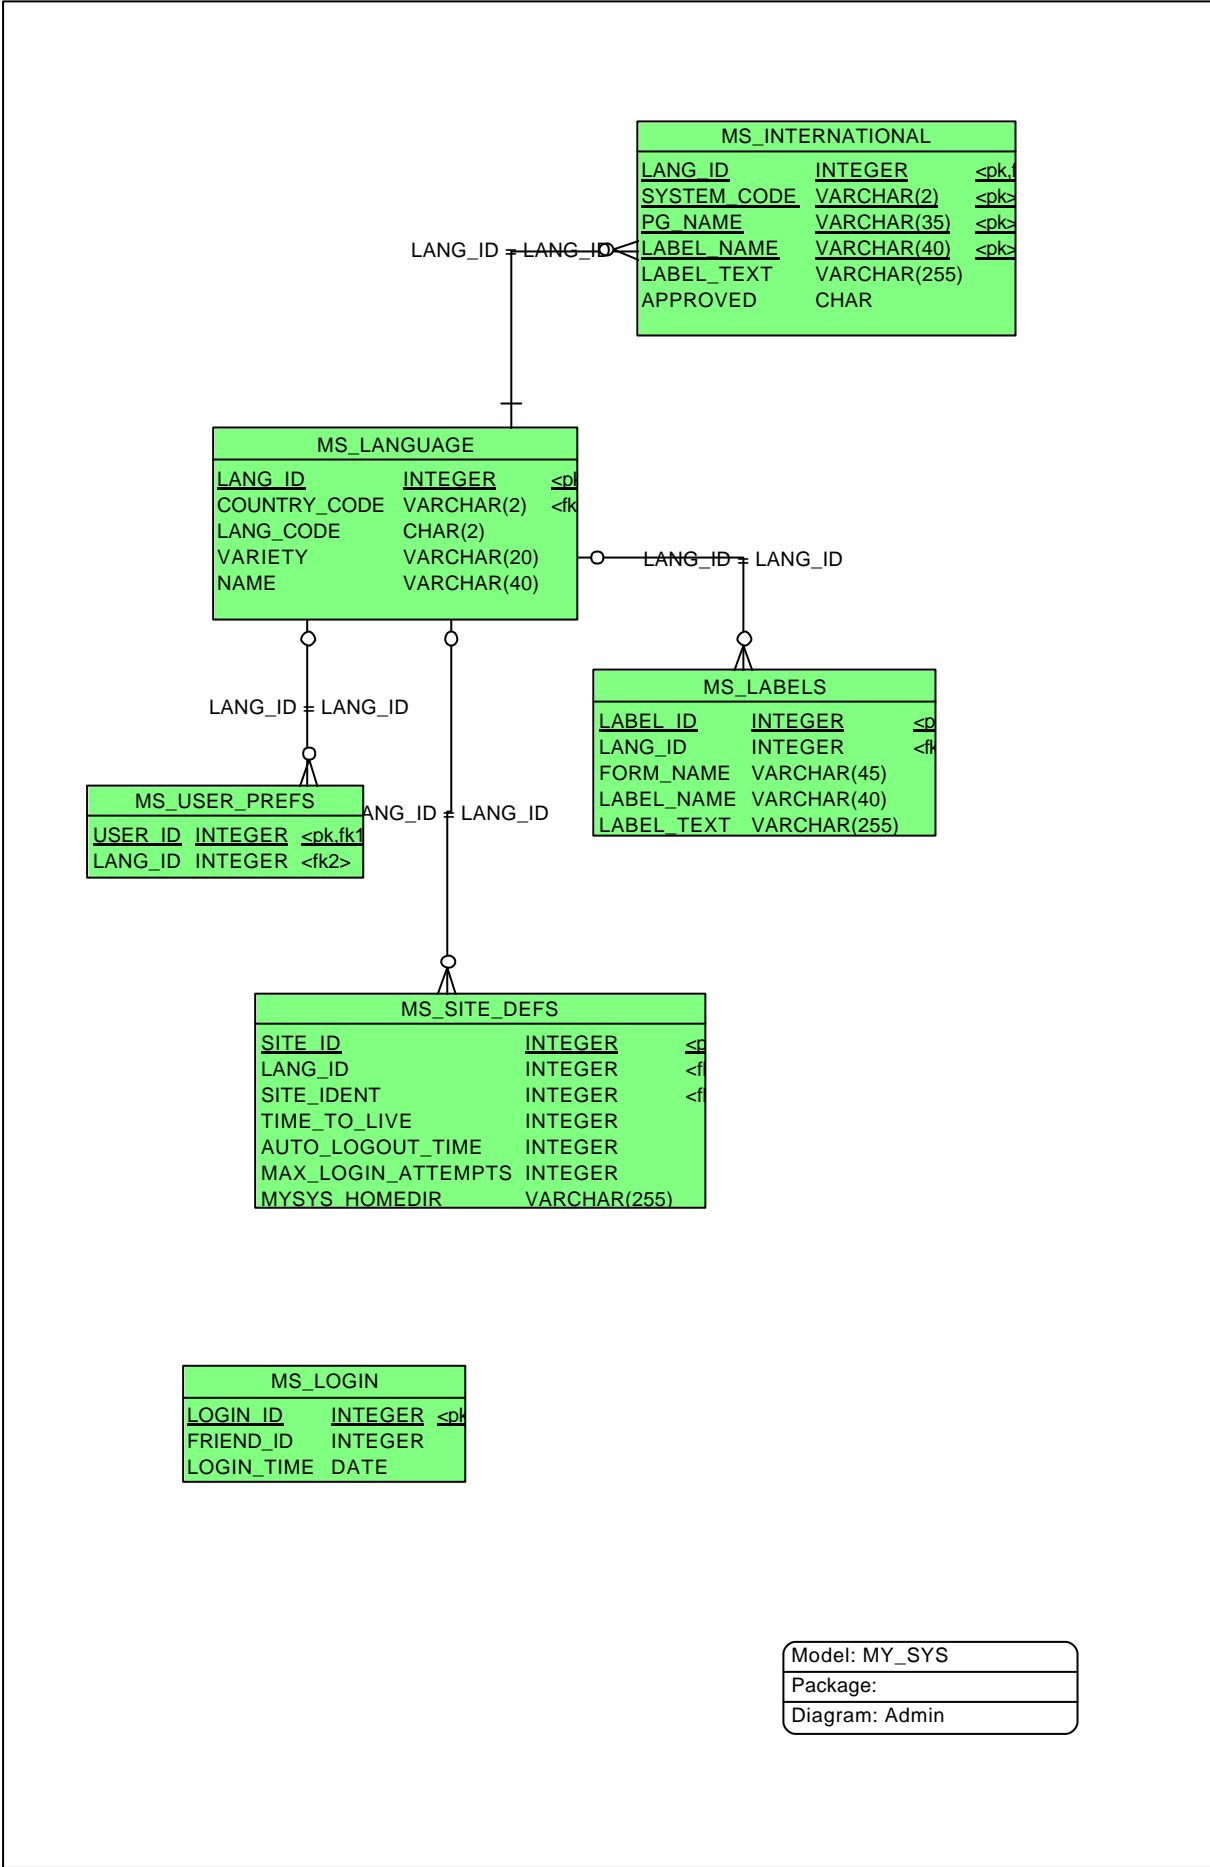 MS_INTERNATIONAL
LANG_ID INTEGER <pk,f
SYSTEM_CODE VARCHAR(2) <pk>
PG_NAME VARCHAR(35) <pk>
LABEL_NAME VARCHAR(40) <pk>
LABEL_TEXT VARCHAR(255)
APPROVED CHAR
LANG_ID = LANG_ID
MS_LANGUAGE
LANG_ID INTEGER <pk
COUNTRY_CODE VARCHAR(2) <fk
LANG_CODE CHAR(2)
VARIETY VARCHAR(20)
NAME VARCHAR(40)
LANG_ID = LANG_ID
MS_LABELS
LABEL_ID INTEGER <p
LANG_ID INTEGER <fk
FORM_NAME VARCHAR(45)
LABEL_NAME VARCHAR(40)
LABEL_TEXT VARCHAR(255)
LANG_ID = LANG_ID
MS_USER_PREFS
USER_ID INTEGER <pk,fk1
LANG_ID INTEGER <fk2>
ANG_ID = LANG_ID
MS_SITE_DEFS
SITE_ID INTEGER <p
LANG_ID INTEGER <f
SITE_IDENT INTEGER <f
TIME_TO_LIVE INTEGER
AUTO_LOGOUT_TIME INTEGER
MAX_LOGIN_ATTEMPTS INTEGER
MYSYS_HOMEDIR VARCHAR(255)
MS_LOGIN
LOGIN_ID INTEGER <pk
FRIEND_ID INTEGER
LOGIN_TIME DATE
Model: MY_SYS
Package:
Diagram: Admin